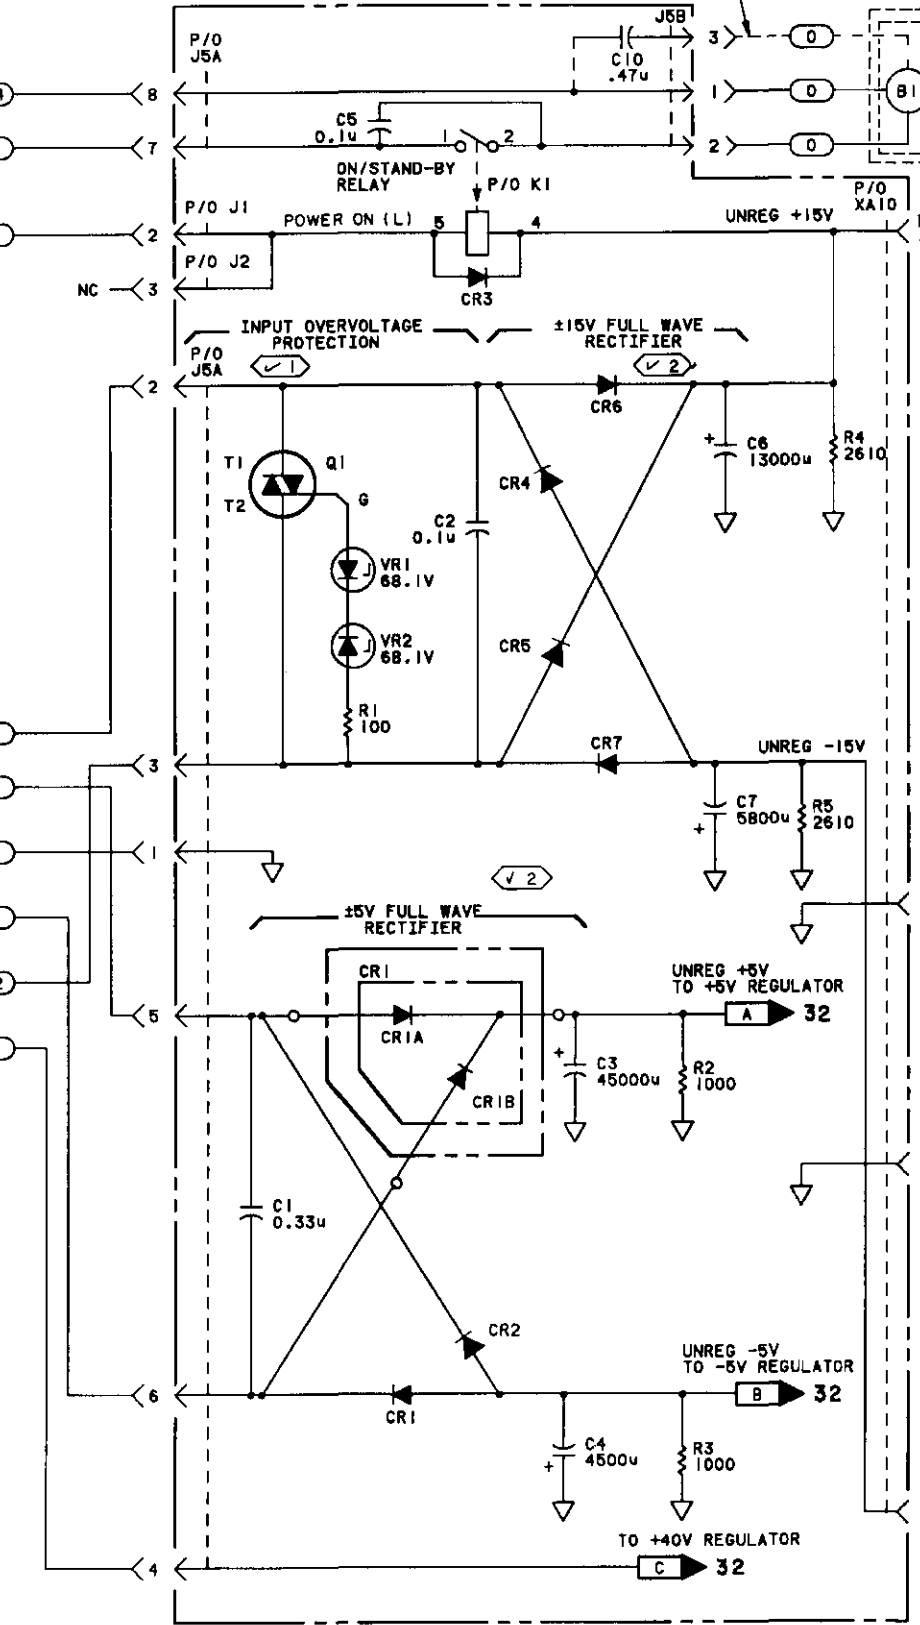 P/O
J5A
J5B
3
0
C10
.47u
8
1
0
B1
C5
0.1u
1
2
7
2
0
ON/STAND-BY
RELAY
P/O K1
P/O
XA10
P/O J1
POWER ON (L)
5
4
UNREG +15V
2
P/O J2
NC
3
CR3
INPUT OVERVOLTAGE
PROTECTION
±15V FULL WAVE
RECTIFIER
P/O
J5A
✓ 1
✓ 2
2
CR6
C6
13000u
R4
2610
T1
Q1
T2
G
CR4
C2
0.1u
VR1
68.1V
VR2
68.1V
CR5
R1
100
CR7
UNREG -15V
3
C7
5800u
R5
2610
1
✓ 2
±5V FULL WAVE
RECTIFIER
CR1
UNREG +5V
TO +5V REGULATOR
5
CR1A
A
32
C3
45000u
R2
1000
CR1B
C1
0.33u
CR2
UNREG -5V
TO -5V REGULATOR
6
CR1
B
32
C4
4500u
R3
1000
TO +40V REGULATOR
4
C
32